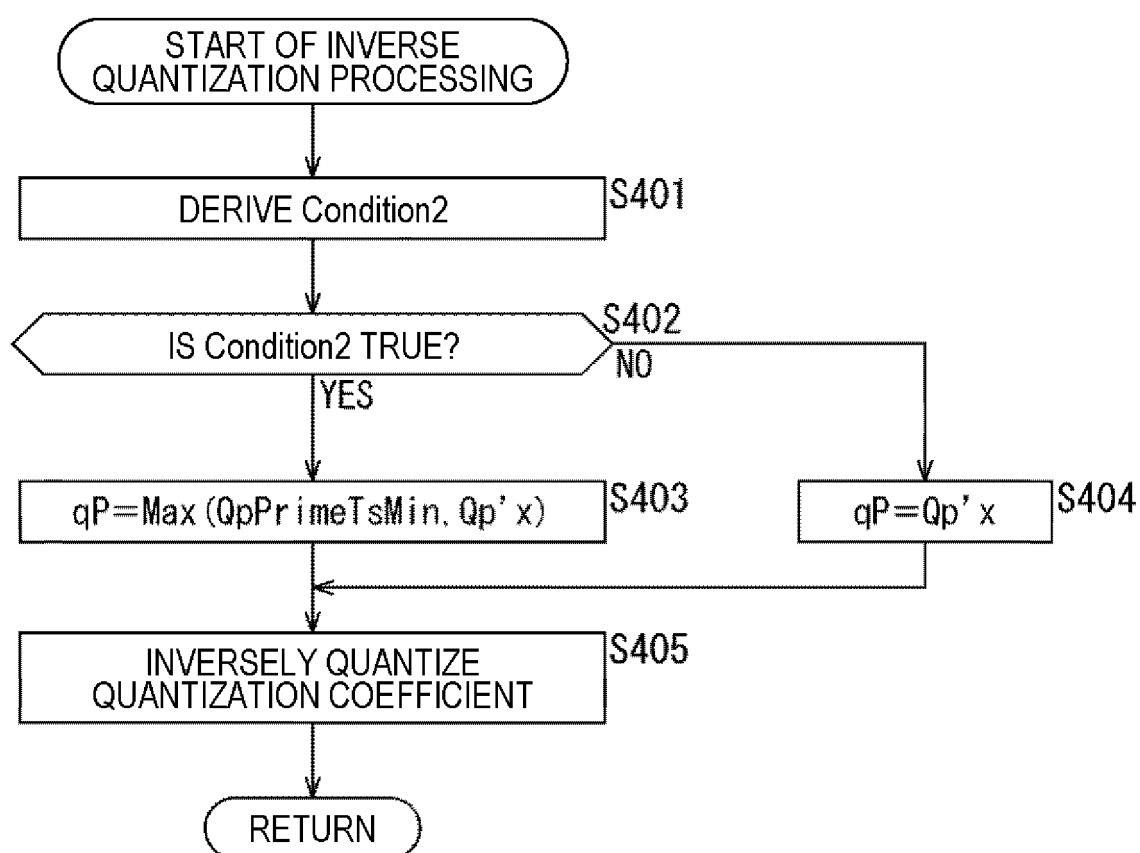 START OF INVERSE
QUANTIZATION PROCESSING
DERIVE Condition2
S401
IS Condition2 TRUE?
S402
NO
YES
qP=Max(QpPrimeTsMin, Qp'x)
S403
qP=Qp'x
S404
INVERSELY QUANTIZE
QUANTIZATION COEFFICIENT
S405
RETURN